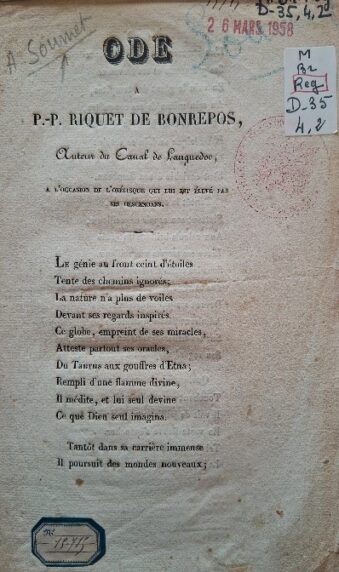 D-35, 4, 2
26 MARS 1958
A Soumet
M
Br
Reg
D-35
4, 2
ODE
A
P.-P. RIQUET DE BONREPOS,
Auteur du Canal de Languedoc,
A L'OCCASION DE L'OBÉLISQUE QUI LUI EST ÉLEVÉ PAR
SES DESCENDANS.
LE génie au front ceint d'étoiles
Tente des chemins ignorés;
La nature n'a plus de voiles
Devant ses regards inspirés.
Ce globe, empreint de ses miracles,
Atteste partout ses oracles,
Du Taurus aux gouffres d'Etna;
Rempli d'une flamme divine,
Il médite, et lui seul devine
Ce que Dieu seul imagina.
Tantôt dans sa carrière immense
Il poursuit des mondes nouveaux;
No